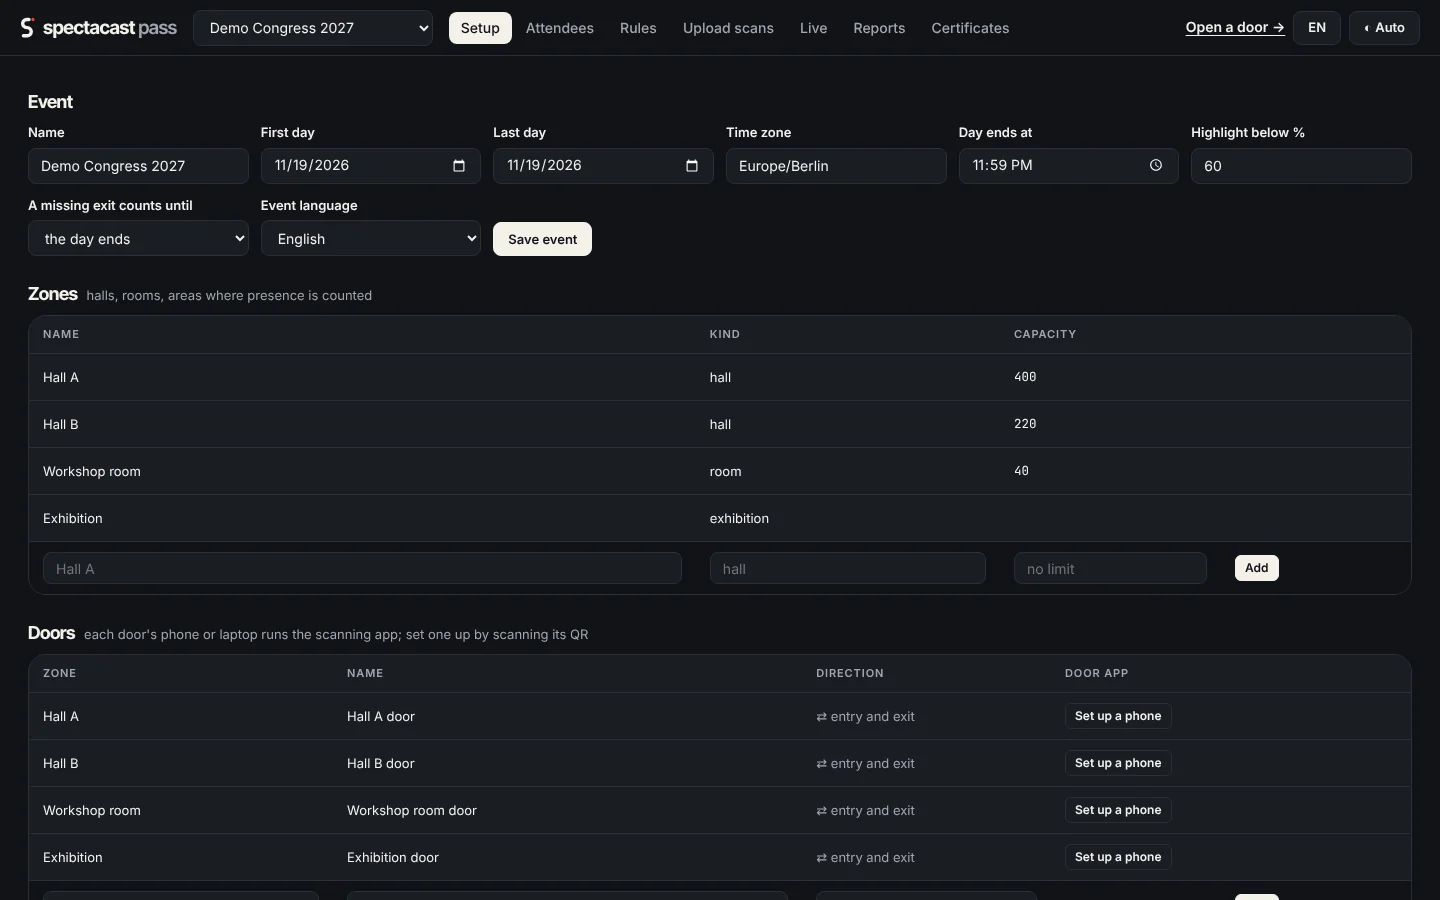 spectacast pass
Demo Congress 2027
Setup
Attendees
Rules
Upload scans
Live
Reports
Certificates
Open a door →
EN
Auto
Event
Name
First day
Last day
Time zone
Day ends at
Highlight below %
Demo Congress 2027
11/19/2026
11/19/2026
Europe/Berlin
11:59 PM
60
A missing exit counts until
Event language
the day ends
English
Save event
Zones halls, rooms, areas where presence is counted
NAME KIND CAPACITY
Hall A hall 400
Hall B hall 220
Workshop room room 40
Exhibition exhibition
Hall A hall no limit Add
Doors each door's phone or laptop runs the scanning app; set one up by scanning its QR
ZONE NAME DIRECTION DOOR APP
Hall A Hall A door ⇄ entry and exit Set up a phone
Hall B Hall B door ⇄ entry and exit Set up a phone
Workshop room Workshop room door ⇄ entry and exit Set up a phone
Exhibition Exhibition door ⇄ entry and exit Set up a phone